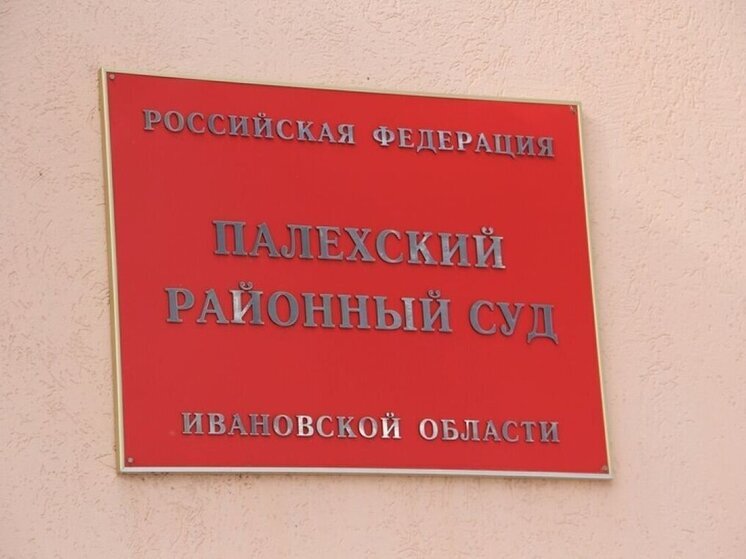 РОССИЙСКАЯ ФЕДЕРАЦИЯ
ПАЛЕХСКИЙ
РАЙОННЫЙ СУД
ИВАНОВСКОЙ ОБЛАСТИ